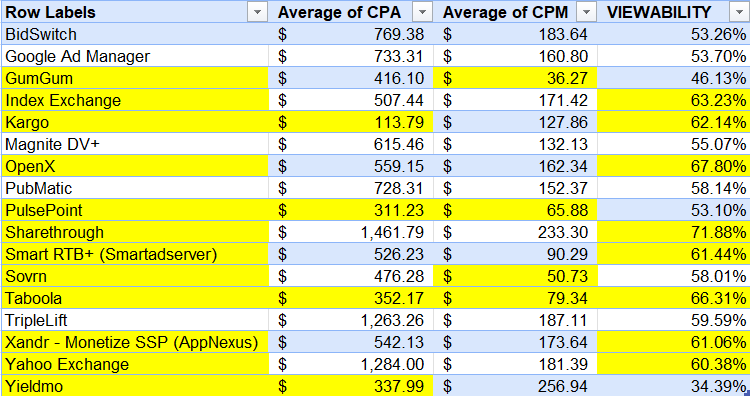 Row Labels Average of CPA Average of CPM VIEWABILITY
BidSwitch $ 769.38 $ 183.64 53.26%
Google Ad Manager $ 733.31 $ 160.80 53.70%
GumGum $ 416.10 $ 36.27 46.13%
Index Exchange $ 507.44 $ 171.42 63.23%
Kargo $ 113.79 $ 127.86 62.14%
Magnite DV+ $ 615.46 $ 132.13 55.07%
OpenX $ 559.15 $ 162.34 67.80%
PubMatic $ 728.31 $ 152.37 58.14%
PulsePoint $ 311.23 $ 65.88 53.10%
Sharethrough $ 1,461.79 $ 233.30 71.88%
Smart RTB+ (Smartadserver) $ 526.23 $ 90.29 61.44%
Sovrn $ 476.28 $ 50.73 58.01%
Taboola $ 352.17 $ 79.34 66.31%
TripleLift $ 1,263.26 $ 187.11 59.59%
Xandr - Monetize SSP (AppNexus) $ 542.13 $ 173.64 61.06%
Yahoo Exchange $ 1,284.00 $ 181.39 60.38%
Yieldmo $ 337.99 $ 256.94 34.39%